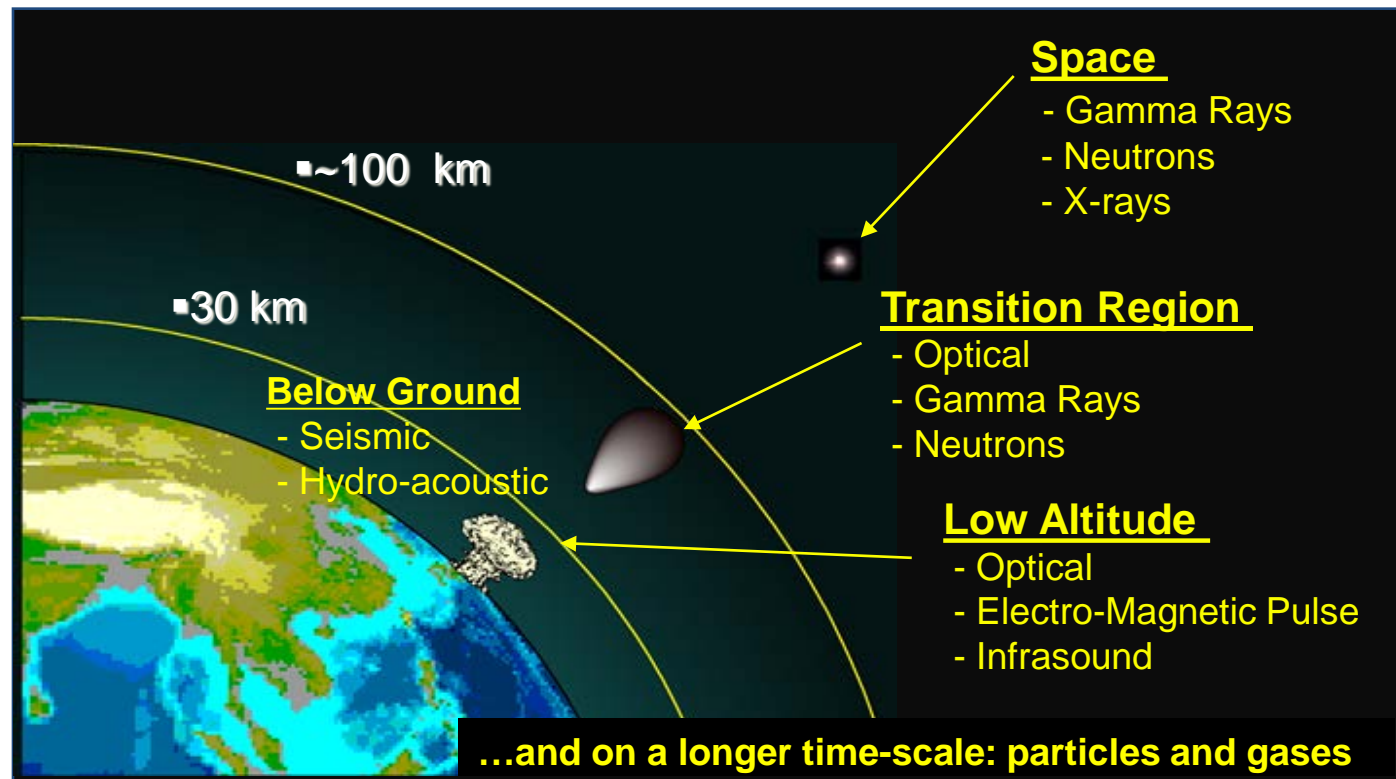 Space
- Gamma Rays
- Neutrons
- X-rays
▪~100 km
▪30 km
Transition Region
- Optical
- Gamma Rays
- Neutrons
Below Ground
- Seismic
- Hydro-acoustic
Low Altitude
- Optical
- Electro-Magnetic Pulse
- Infrasound
...and on a longer time-scale: particles and gases